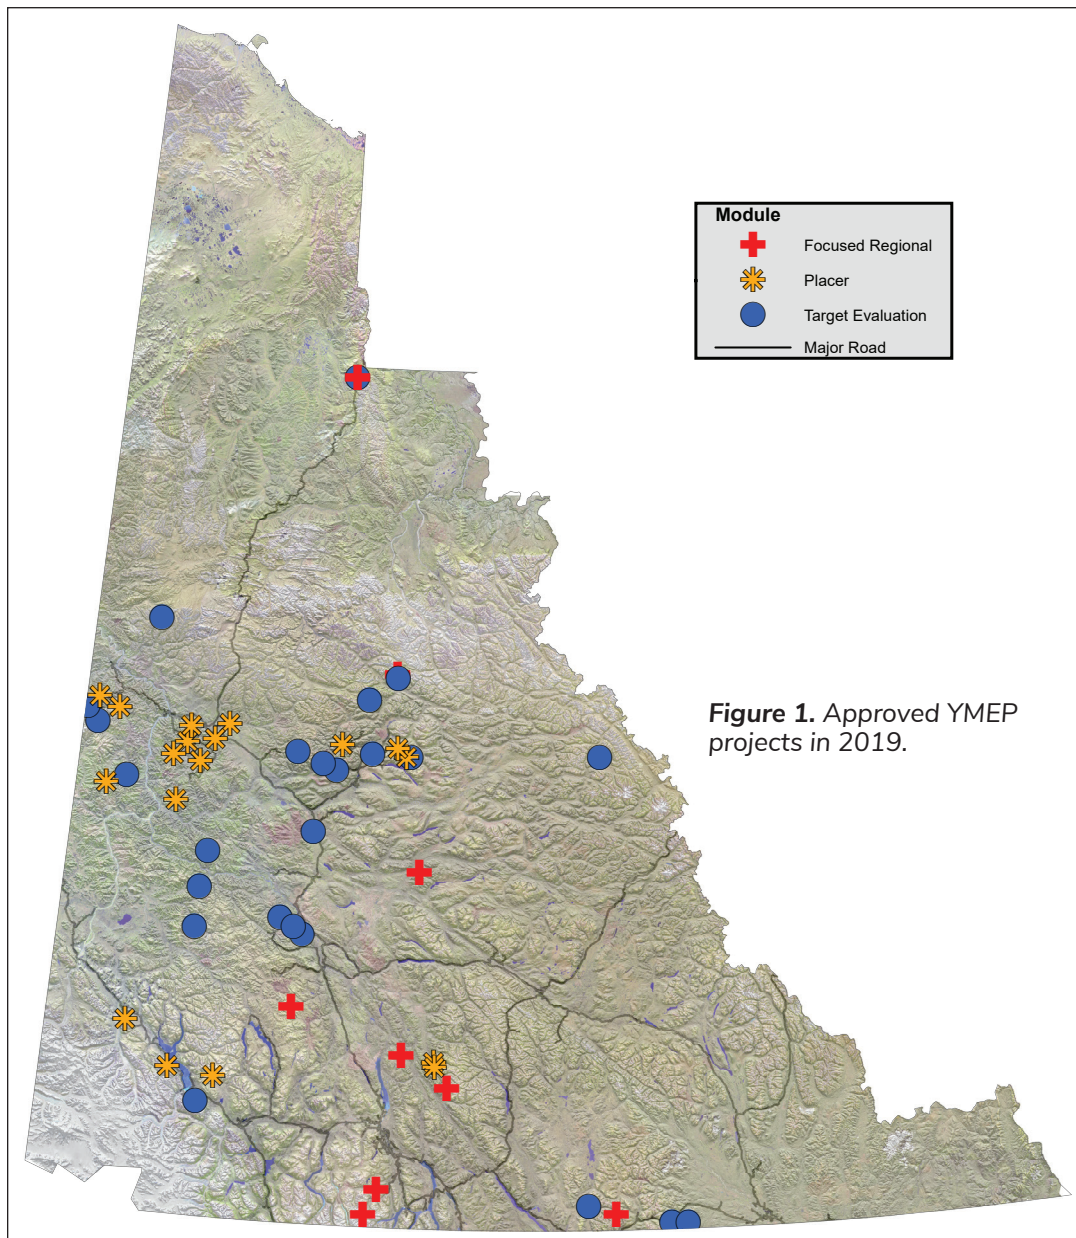 Module
Focused Regional
Placer
Target Evaluation
Major Road
Figure 1. Approved YMEP
projects in 2019.